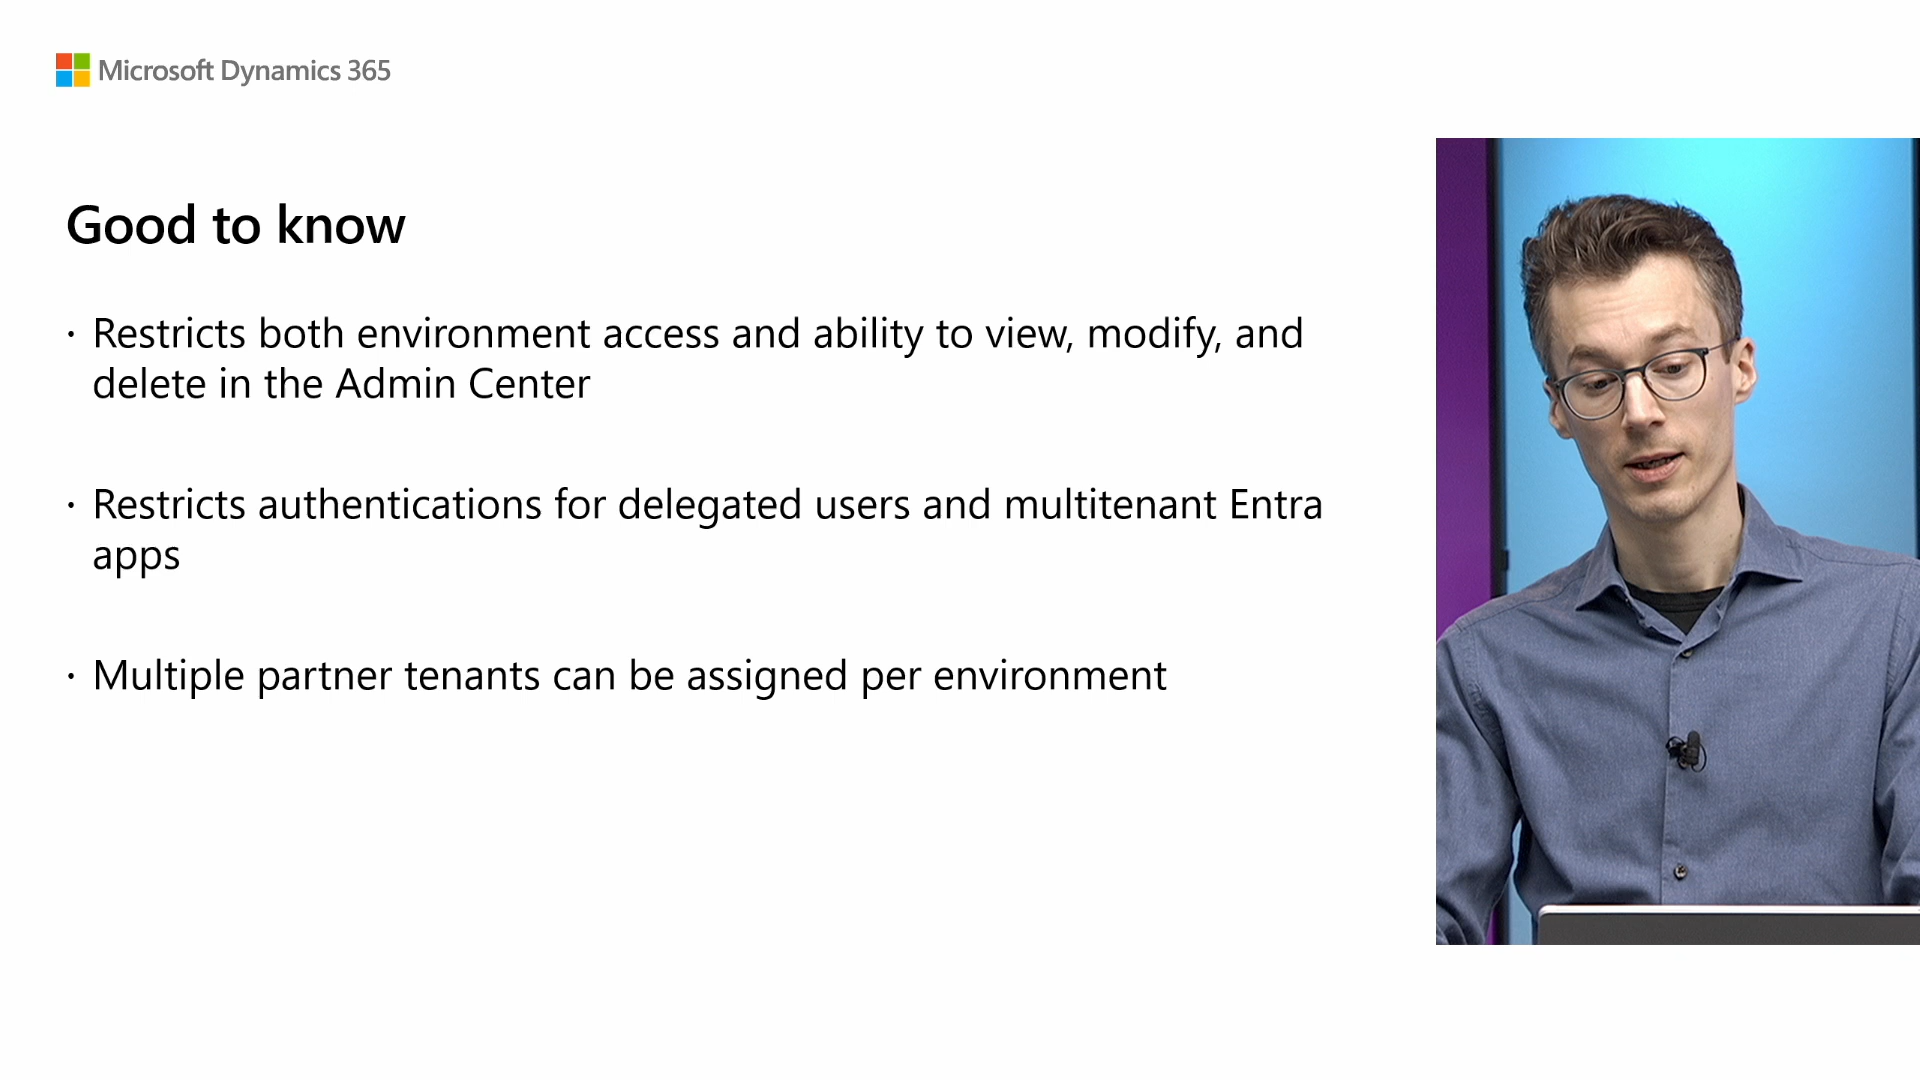 Microsoft Dynamics 365
Good to know
· Restricts both environment access and ability to view, modify, and
delete in the Admin Center
· Restricts authentications for delegated users and multitenant Entra
apps
· Multiple partner tenants can be assigned per environment